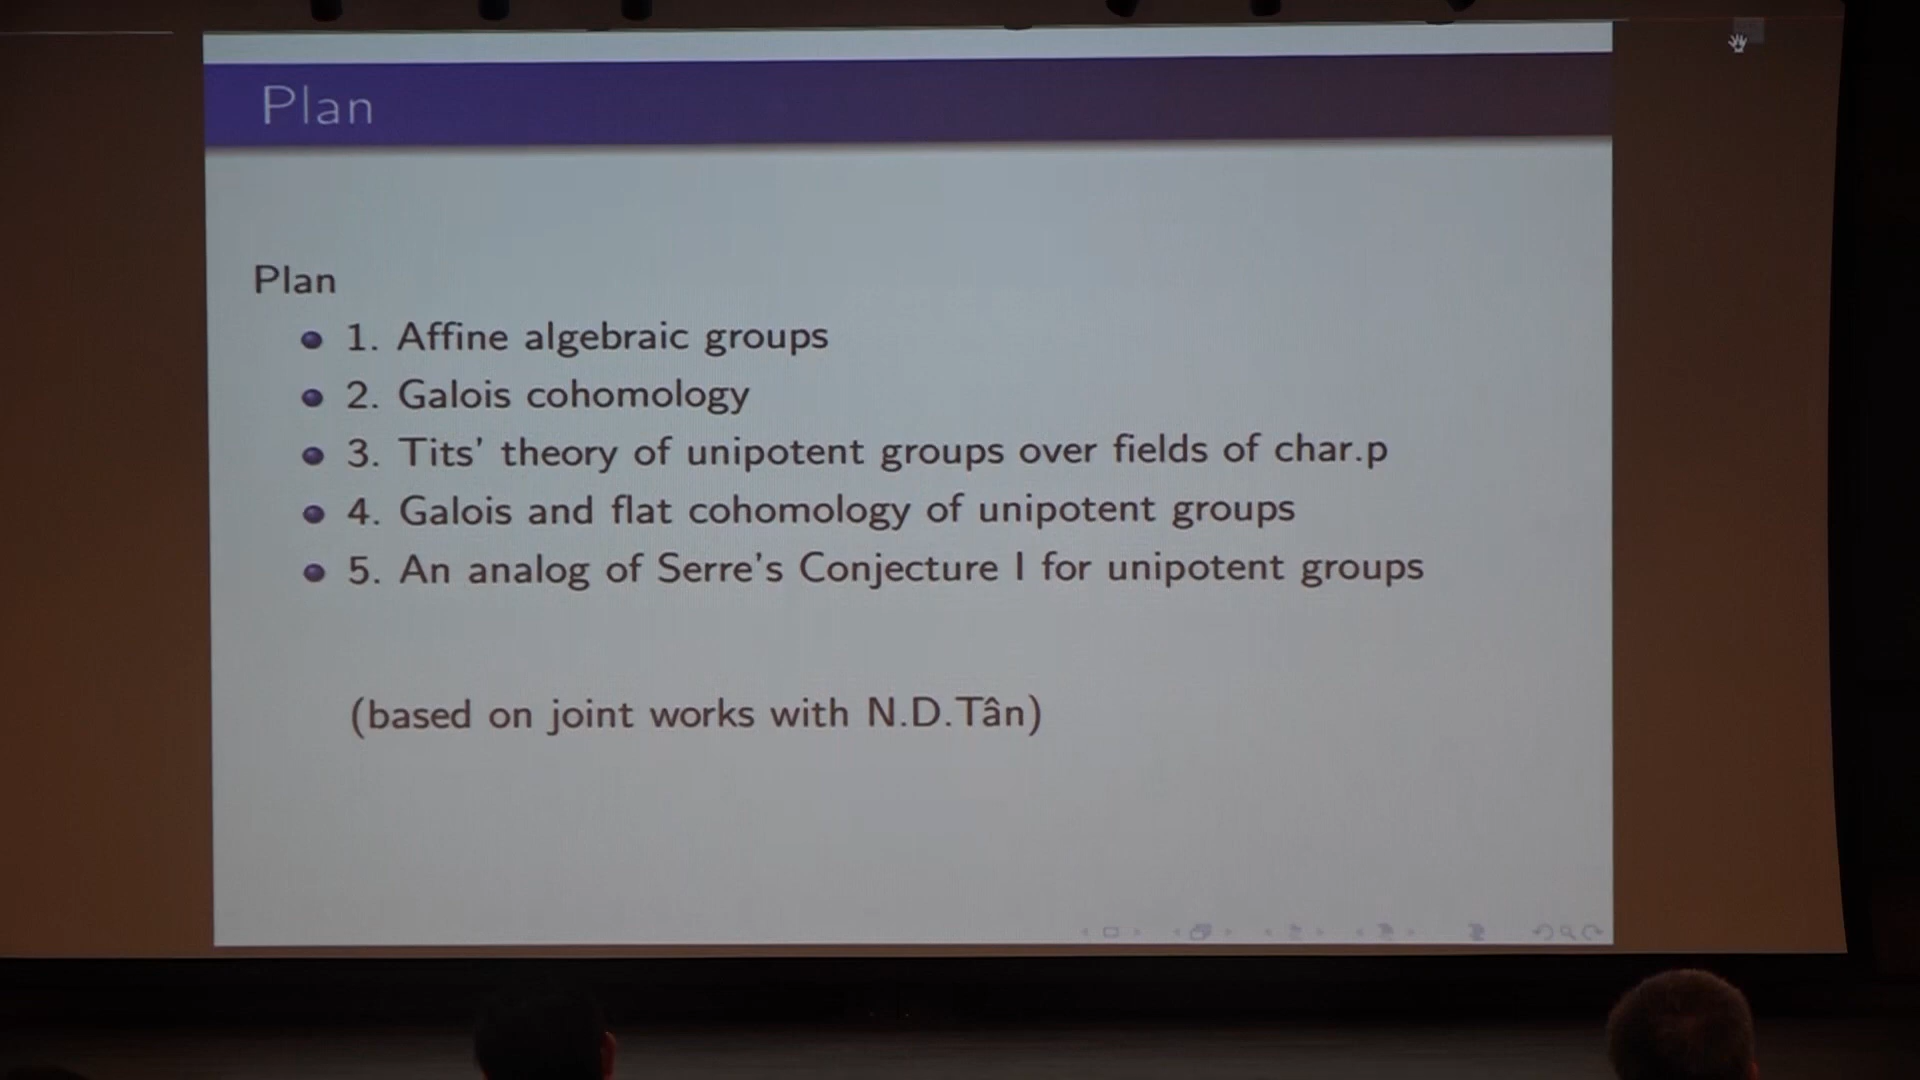 Plan
Plan
1. Affine algebraic groups
2. Galois cohomology
3. Tits' theory of unipotent groups over fields of char.p
4. Galois and flat cohomology of unipotent groups
5. An analog of Serre's Conjecture I for unipotent groups
(based on joint works with N.D.Tân)